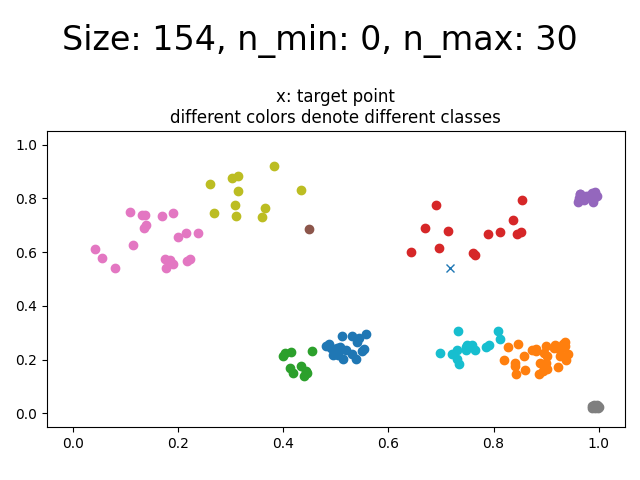 Size: 154, n_min: 0, n_max: 30
x: target point
different colors denote different classes
1.0
0.8
0.6
0.4
0.2
0.0
0.0 0.2 0.4 0.6 0.8 1.0